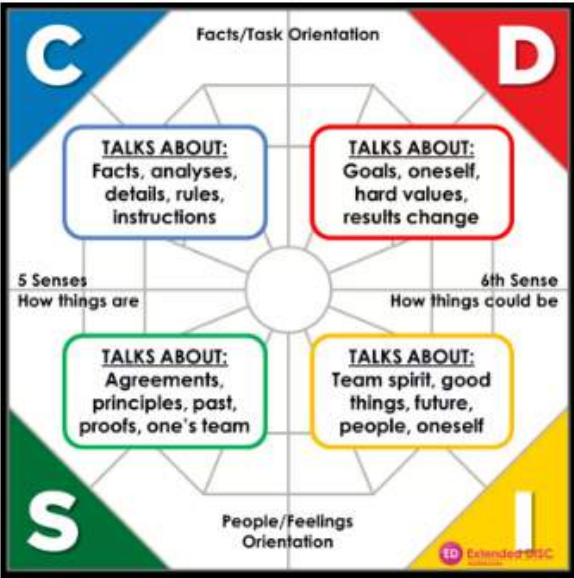 C
D
Facts/Task Orientation
TALKS ABOUT:
Facts, analyses,
details, rules,
instructions
TALKS ABOUT:
Goals, oneself,
hard values,
results change
5 Senses
How things are
6th Sense
How things could be
TALKS ABOUT:
Agreements,
principles, past,
proofs, one's team
TALKS ABOUT:
Team spirit, good
things, future,
people, oneself
S
People/Feelings
Orientation
I
ED Extended DISC